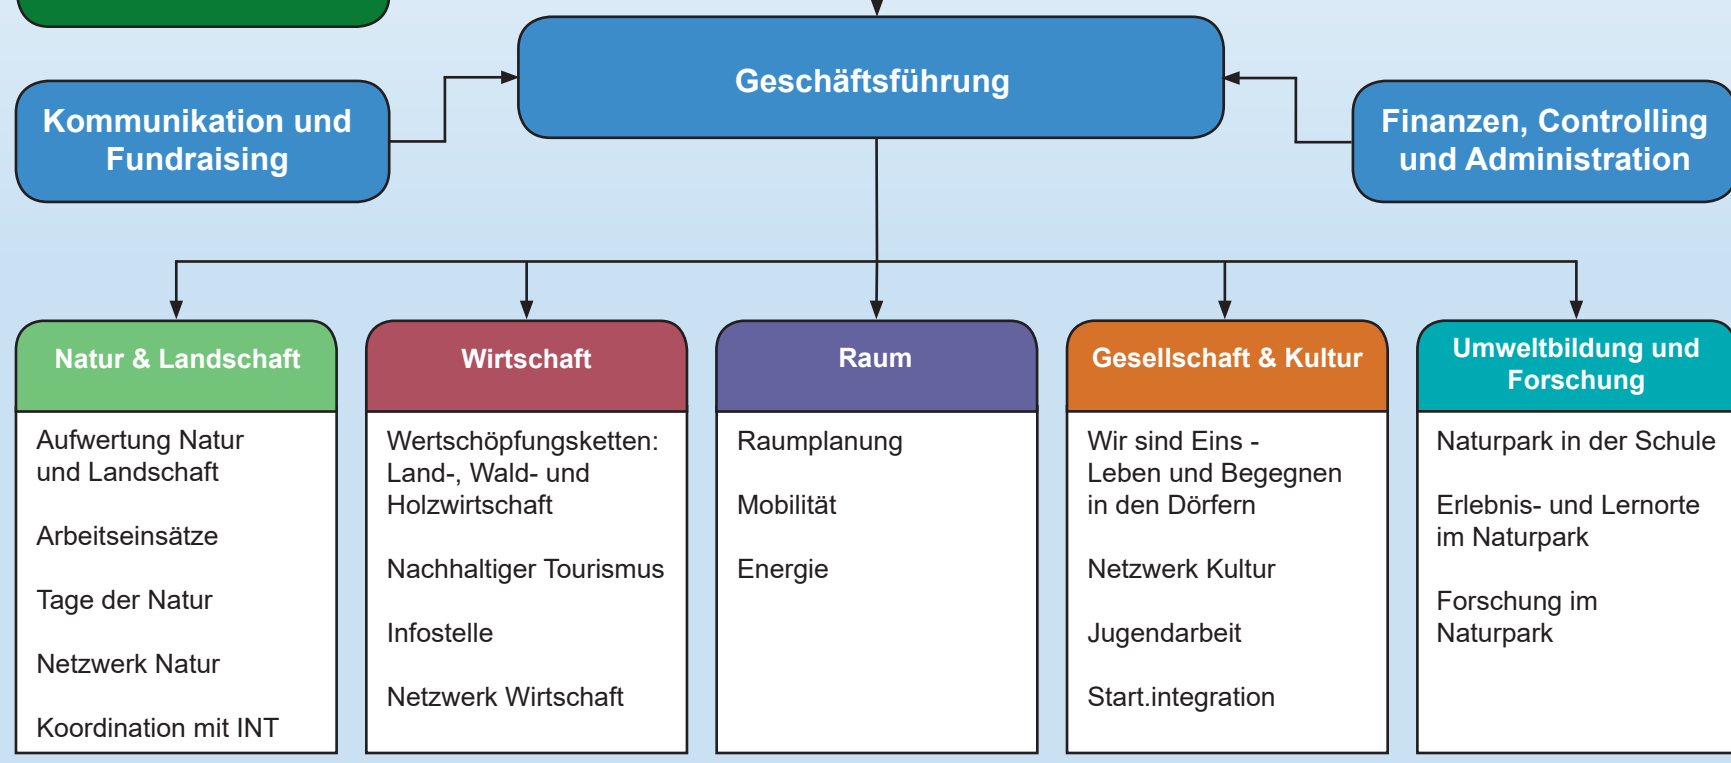 Geschäftsführung
Kommunikation und
Fundraising
Finanzen, Controlling
und Administration
Natur & Landschaft
Aufwertung Natur
und Landschaft
Arbeitseinsätze
Tage der Natur
Netzwerk Natur
Koordination mit INT
Wirtschaft
Wertschöpfungsketten:
Land-, Wald- und
Holzwirtschaft
Nachhaltiger Tourismus
Infostelle
Netzwerk Wirtschaft
Raum
Raumplanung
Mobilität
Energie
Gesellschaft & Kultur
Wir sind Eins -
Leben und Begegnen
in den Dörfern
Netzwerk Kultur
Jugendarbeit
Start.integration
Umweltbildung und
Forschung
Naturpark in der Schule
Erlebnis- und Lernorte
im Naturpark
Forschung im
Naturpark